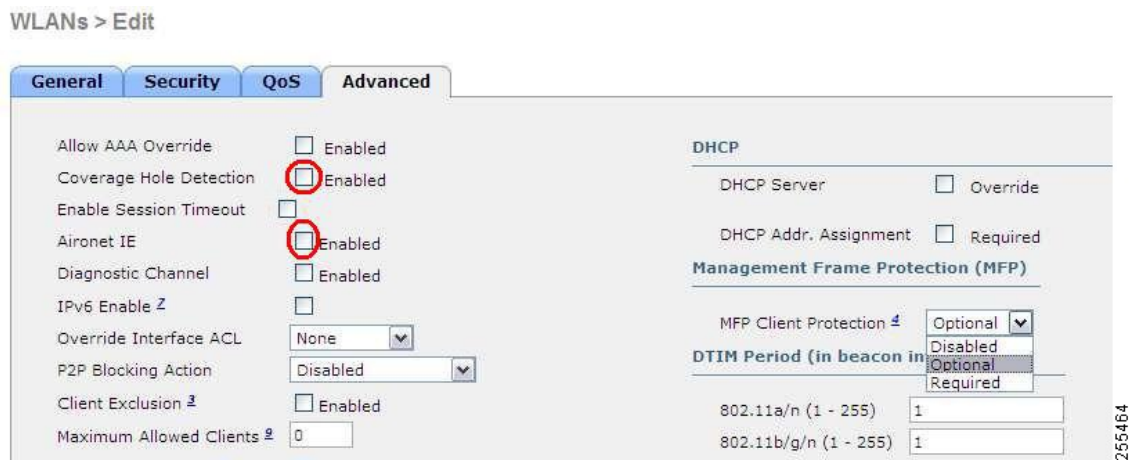 WLANs > Edit
General Security QoS Advanced
Allow AAA Override Enabled
Coverage Hole Detection Enabled
Enable Session Timeout
Aironet IE Enabled
Diagnostic Channel Enabled
IPv6 Enable 7
Override Interface ACL None
P2P Blocking Action Disabled
Client Exclusion 3 Enabled
Maximum Allowed Clients 9 0
DHCP
DHCP Server Override
DHCP Addr. Assignment Required
Management Frame Protection (MFP)
MFP Client Protection 4 Optional
Disabled
Optional
Required
DTIM Period (in beacon in
802.11a/n (1 - 255) 1
802.11b/g/n (1 - 255) 1
255464